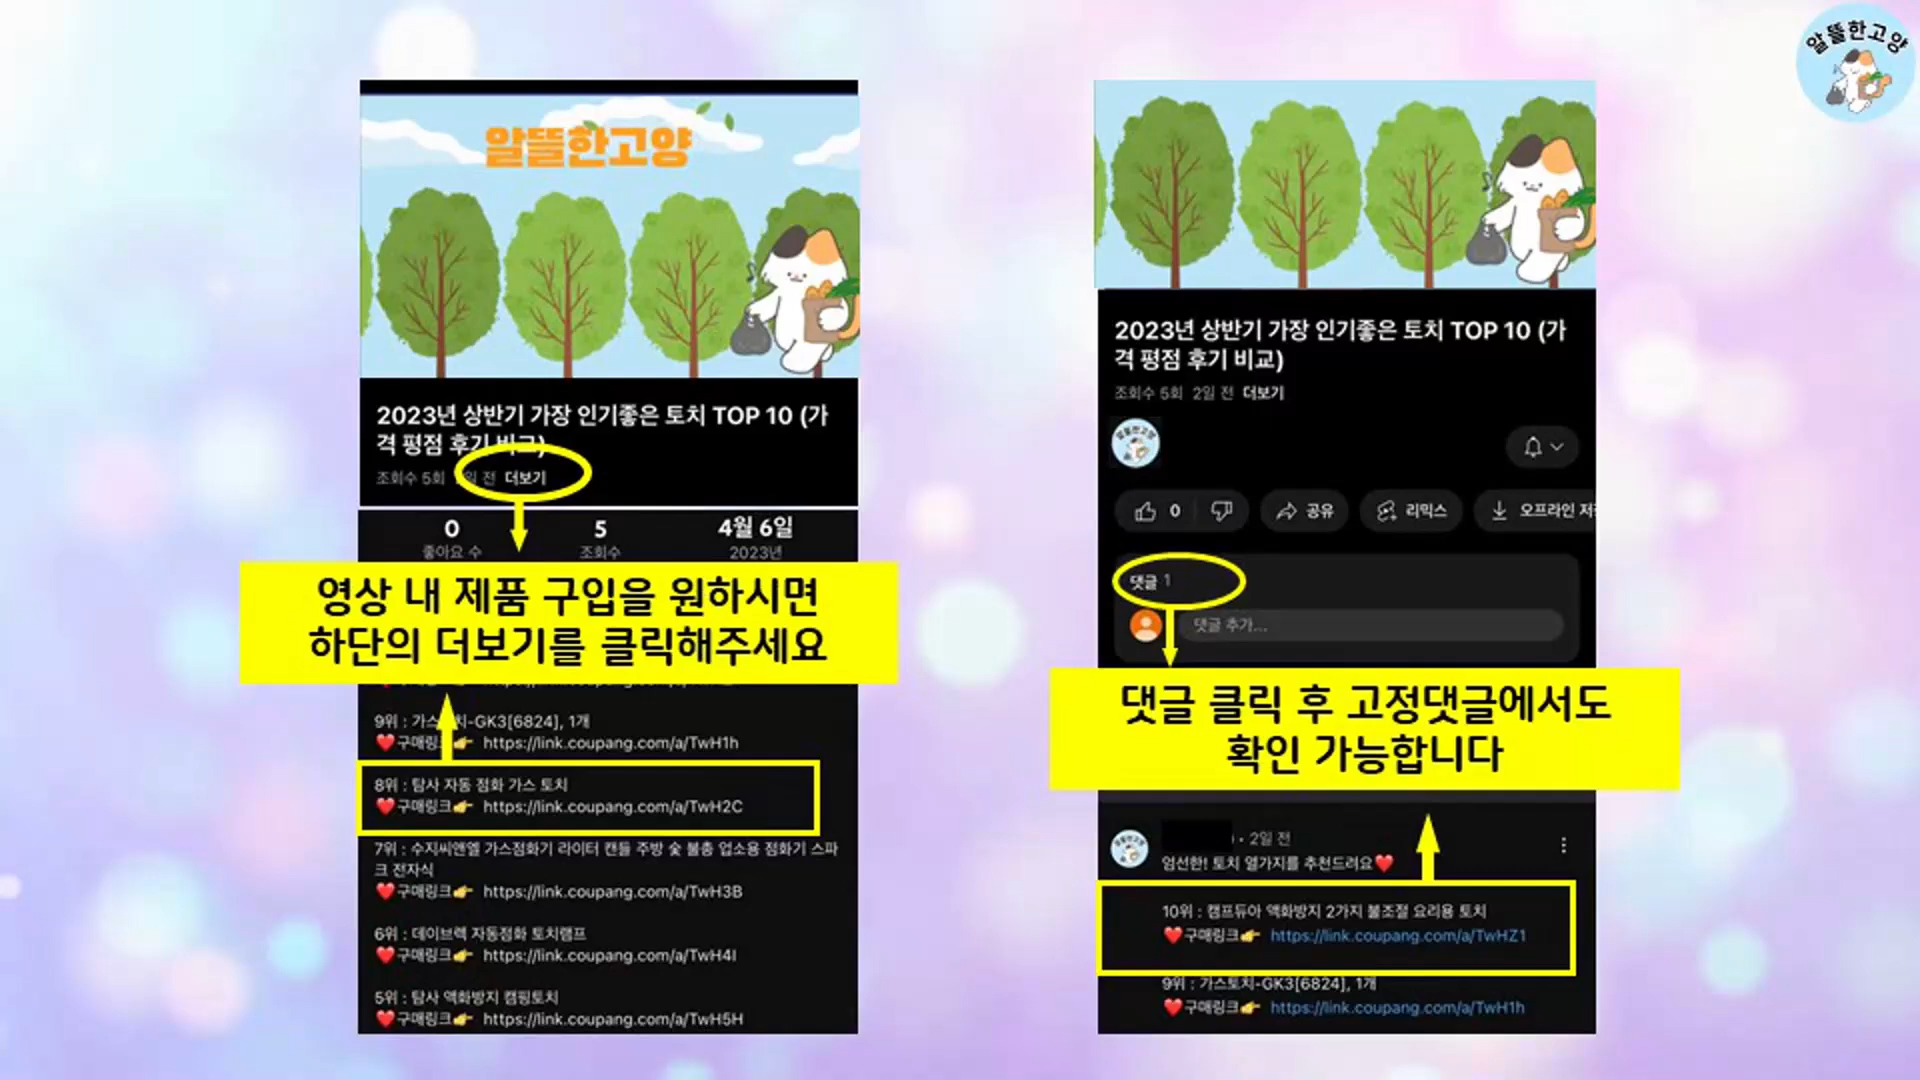 알뜰한고양
알뜰한고양
2023년 상반기 가장 인기좋은 토치 TOP 10 (가
격 평점 후기 비교)
조회수 5회 일 전 더보기
0 5 4월 6일
좋아요 수 조회수 2023년
영상 내 제품 구입을 원하시면
하단의 더보기를 클릭해주세요
9위 : 가스토치-GK3[6824], 1개
❤️구매링크👉 https://link.coupang.com/a/TwH1h
8위 : 탐사 자동 점화 가스 토치
❤️구매링크👉 https://link.coupang.com/a/TwH2C
7위 : 수지씨앤엘 가스점화기 라이터 캔들 주방 숯 불총 업소용 점화기 스파
크 전자식
❤️구매링크👉 https://link.coupang.com/a/TwH3B
6위 : 데이브렉 자동점화 토치램프
❤️구매링크👉 https://link.coupang.com/a/TwH4I
5위 : 탐사 액화방지 캠핑토치
❤️구매링크👉 https://link.coupang.com/a/TwH5H
2023년 상반기 가장 인기좋은 토치 TOP 10 (가
격 평점 후기 비교)
조회수 5회 2일 전 더보기
알뜰한고양
0 공유 리믹스 오프라인 저
댓글 1
댓글 추가...
댓글 클릭 후 고정댓글에서도
확인 가능합니다
• 2일 전
엄선한! 토치 열가지를 추천드려요❤️
10위 : 캠프듀아 액화방지 2가지 불조절 요리용 토치
❤️구매링크👉 https://link.coupang.com/a/TwHZ1
9위 : 가스토치-GK3[6824], 1개
❤️구매링크👉 https://link.coupang.com/a/TwH1h